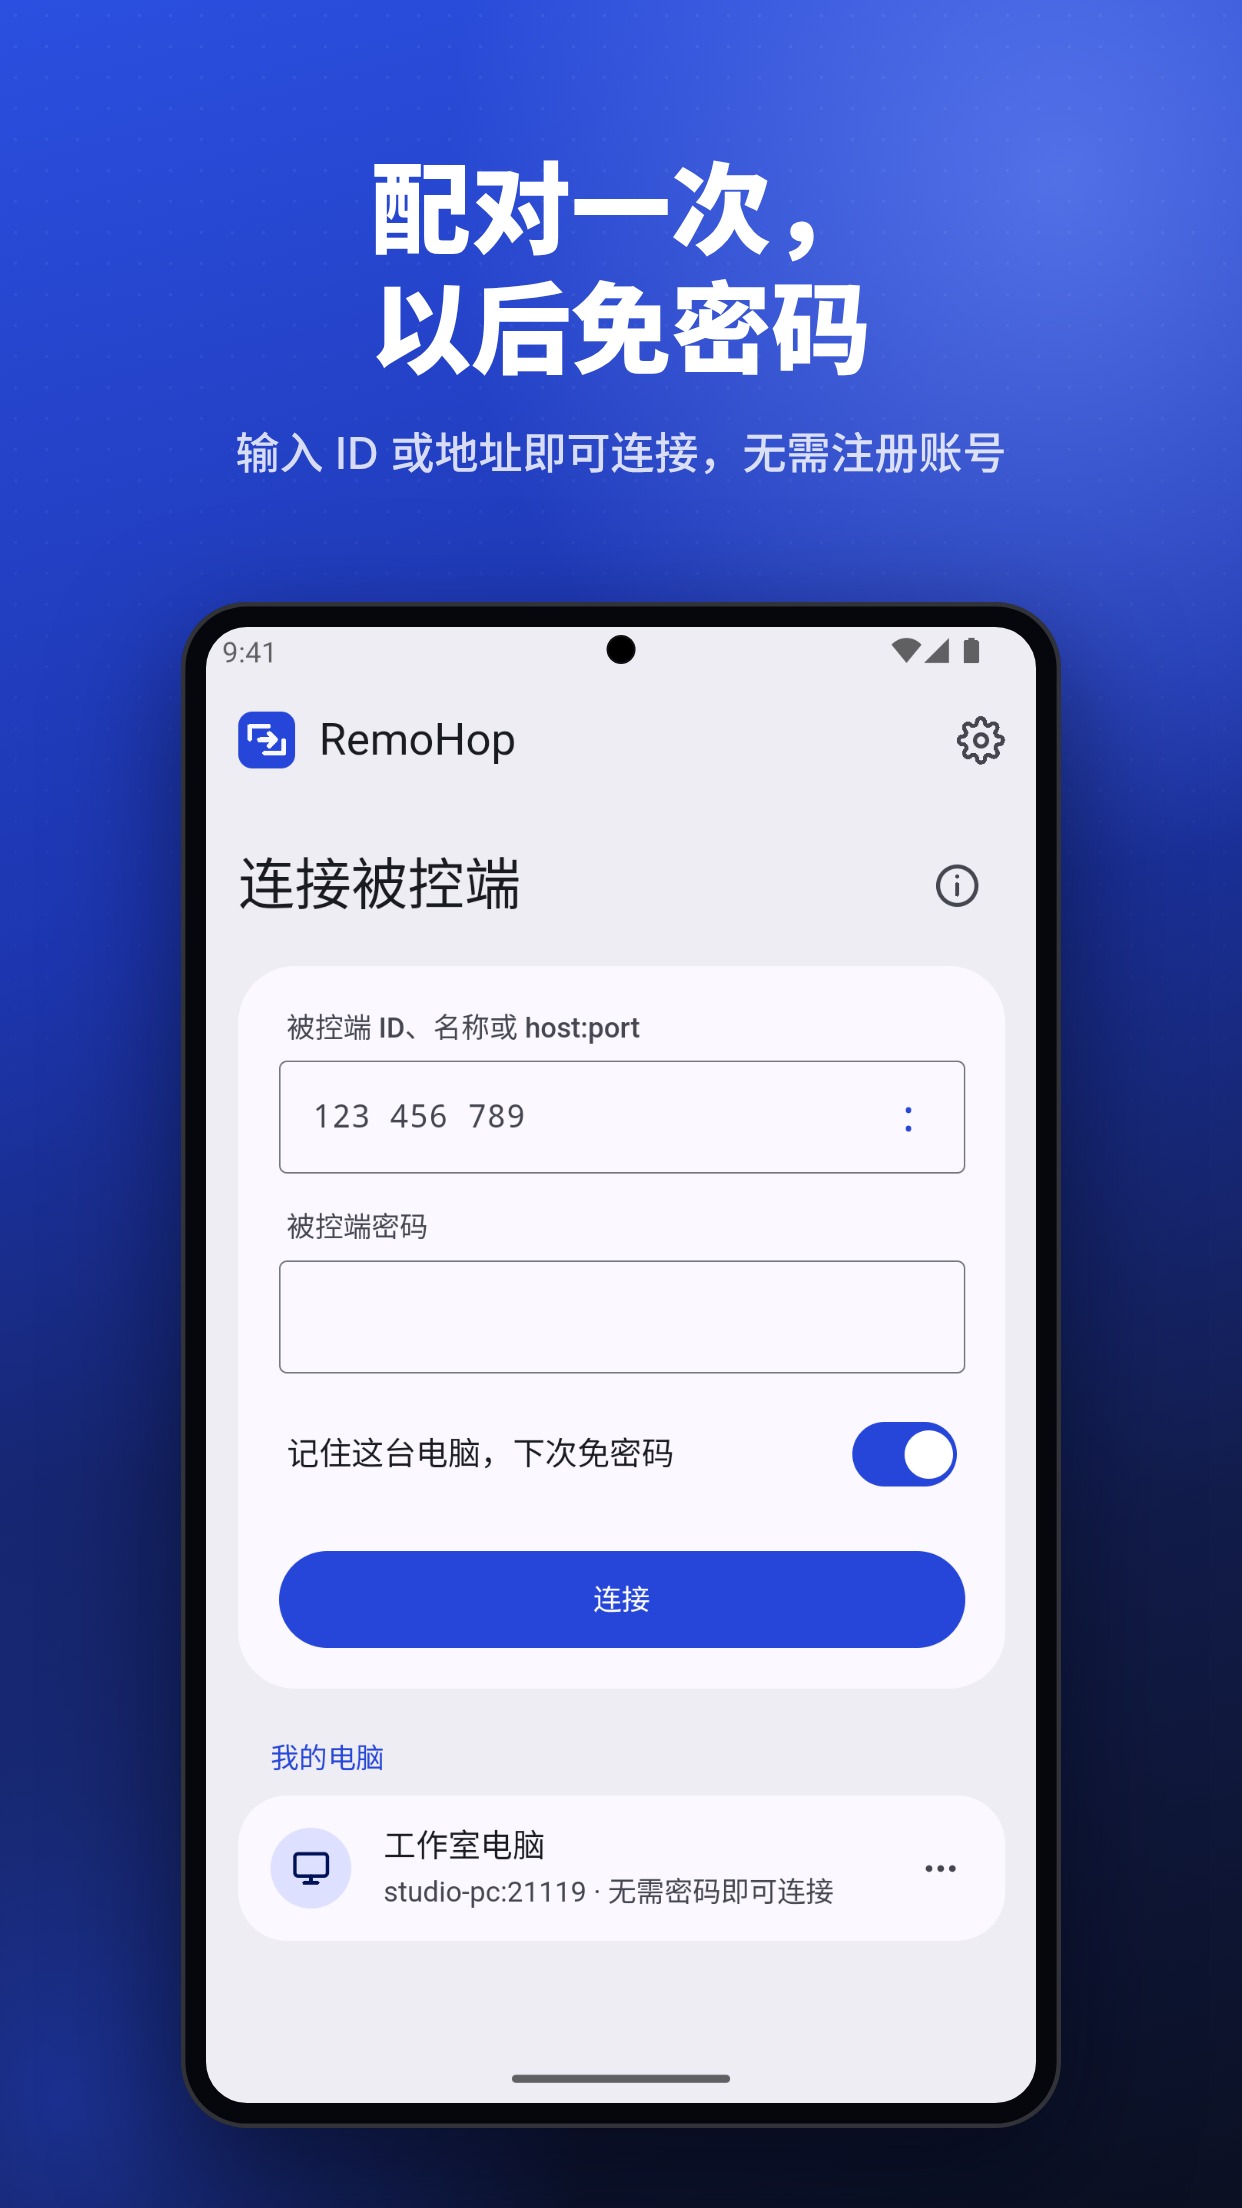 配对一次，
以后免密码
输入 ID 或地址即可连接，无需注册账号
9:41
RemoHop
连接被控端
被控端 ID、名称或 host:port
123 456 789 :
被控端密码
记住这台电脑，下次免密码
连接
我的电脑
工作室电脑
studio-pc:21119 · 无需密码即可连接